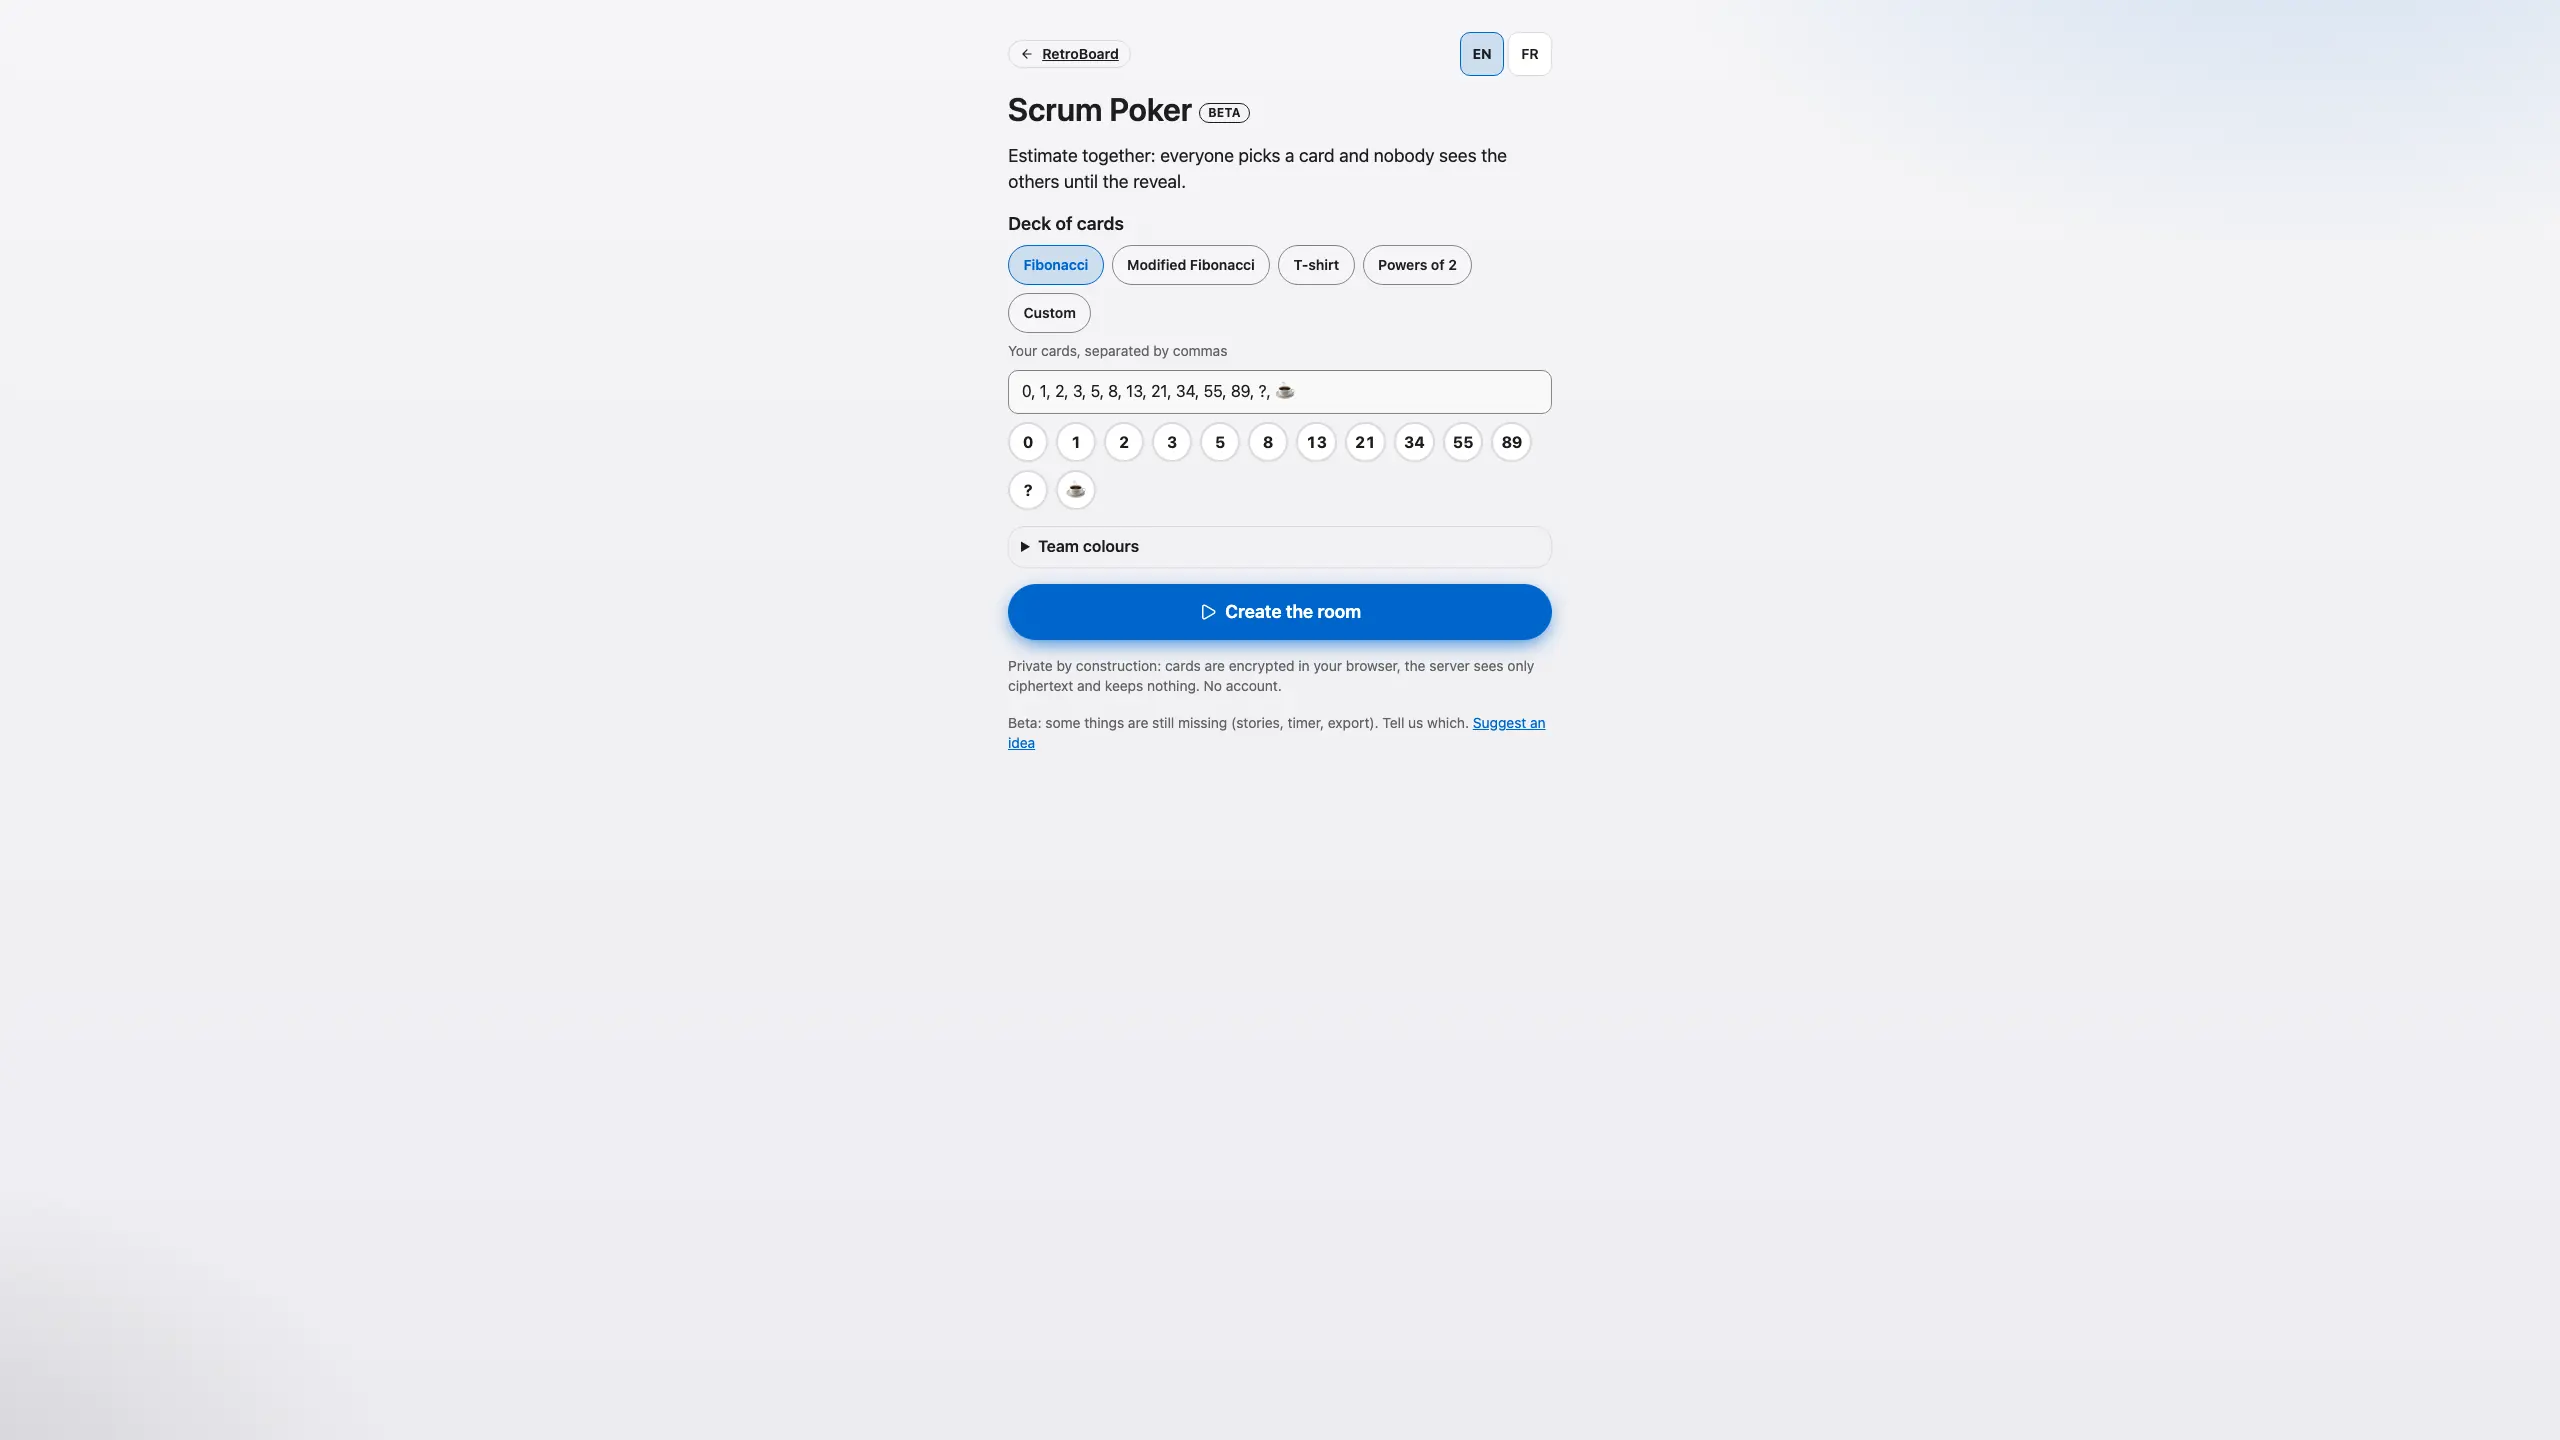 ← RetroBoard
EN FR
Scrum Poker BETA
Estimate together: everyone picks a card and nobody sees the
others until the reveal.
Deck of cards
Fibonacci Modified Fibonacci T-shirt Powers of 2
Custom
Your cards, separated by commas
0, 1, 2, 3, 5, 8, 13, 21, 34, 55, 89, ?, ☕
0 1 2 3 5 8 13 21 34 55 89
? ☕
▶ Team colours
Create the room
Private by construction: cards are encrypted in your browser, the server sees only
ciphertext and keeps nothing. No account.
Beta: some things are still missing (stories, timer, export). Tell us which. Suggest an
idea